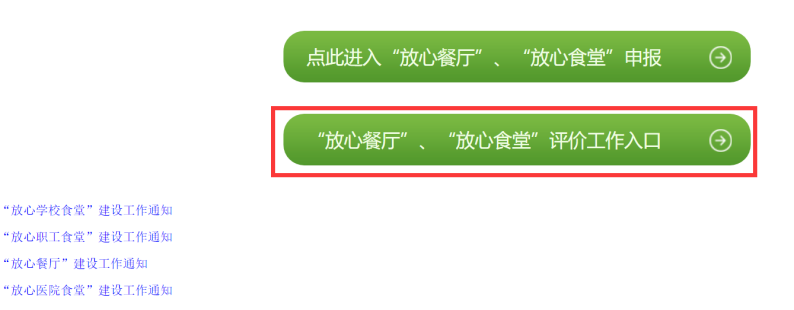 点此进入“放心餐厅”、“放心食堂”申报
“放心餐厅”、“放心食堂”评价工作入口
“放心学校食堂”建设工作通知
“放心职工食堂”建设工作通知
“放心餐厅”建设工作通知
“放心医院食堂”建设工作通知